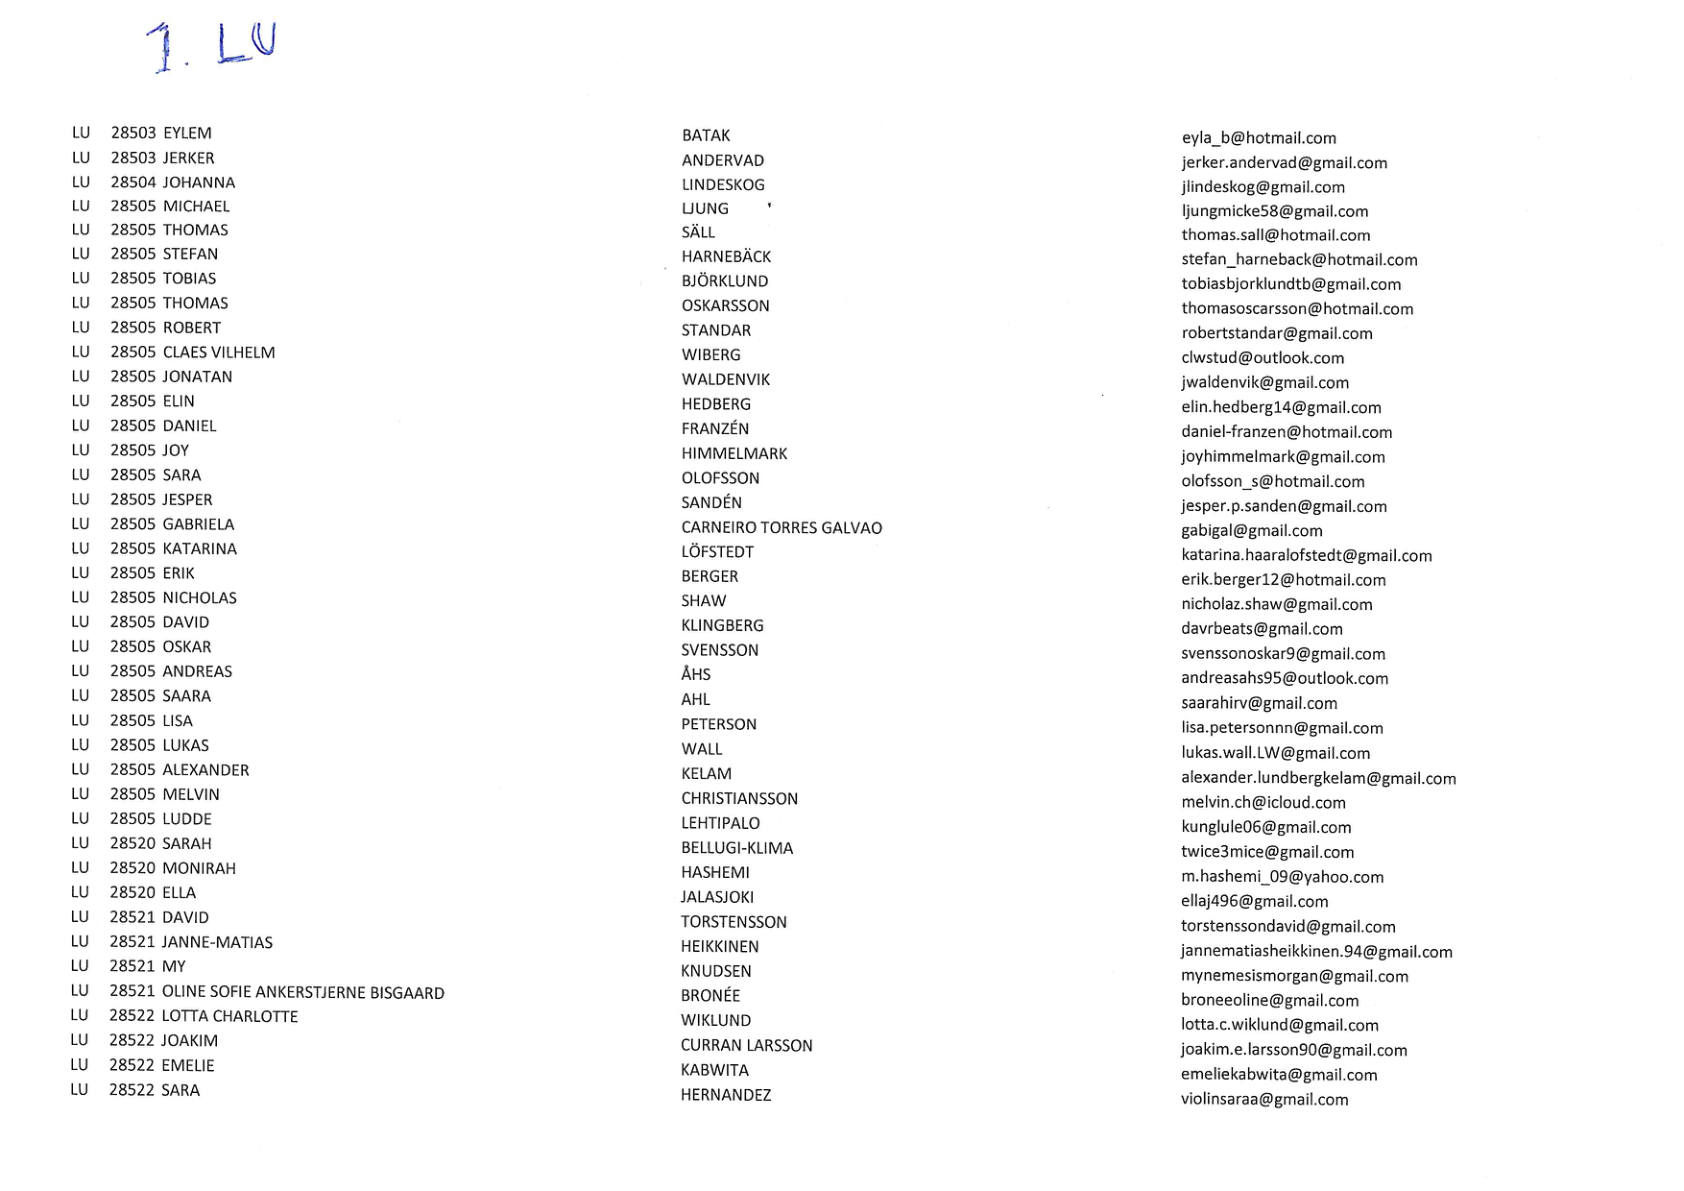 1. LU
LU 28503 EYLEM BATAK eyla_b@hotmail.com
LU 28503 JERKER ANDERVAD jerker.andervad@gmail.com
LU 28504 JOHANNA LINDESKOG jlindeskog@gmail.com
LU 28505 MICHAEL LJUNG ljungmicke58@gmail.com
LU 28505 THOMAS SÄLL thomas.sall@hotmail.com
LU 28505 STEFAN HARNEBÄCK stefan_harneback@hotmail.com
LU 28505 TOBIAS BJÖRKLUND tobiasbjorklundtb@gmail.com
LU 28505 THOMAS OSKARSSON thomasoscarsson@hotmail.com
LU 28505 ROBERT STANDAR robertstandar@gmail.com
LU 28505 CLAES VILHELM WIBERG clwstud@outlook.com
LU 28505 JONATAN WALDENVIK jwaldenvik@gmail.com
LU 28505 ELIN HEDBERG elin.hedberg14@gmail.com
LU 28505 DANIEL FRANZÉN daniel-franzen@hotmail.com
LU 28505 JOY HIMMELMARK joyhimmelmark@gmail.com
LU 28505 SARA OLOFSSON olofsson_s@hotmail.com
LU 28505 JESPER SANDÉN jesper.p.sanden@gmail.com
LU 28505 GABRIELA CARNEIRO TORRES GALVAO gabigal@gmail.com
LU 28505 KATARINA LÖFSTEDT katarina.haaralofstedt@gmail.com
LU 28505 ERIK BERGER erik.berger12@hotmail.com
LU 28505 NICHOLAS SHAW nicholaz.shaw@gmail.com
LU 28505 DAVID KLINGBERG davrbeats@gmail.com
LU 28505 OSKAR SVENSSON svenssonoskar9@gmail.com
LU 28505 ANDREAS ÅHS andreasahs95@outlook.com
LU 28505 SAARA AHL saarahirv@gmail.com
LU 28505 LISA PETERSON lisa.petersonnn@gmail.com
LU 28505 LUKAS WALL lukas.wall.LW@gmail.com
LU 28505 ALEXANDER KELAM alexander.lundbergkelam@gmail.com
LU 28505 MELVIN CHRISTIANSSON melvin.ch@icloud.com
LU 28505 LUDDE LEHTIPALO kunglule06@gmail.com
LU 28520 SARAH BELLUGI-KLIMA twice3mice@gmail.com
LU 28520 MONIRAH HASHEMI m.hashemi_09@yahoo.com
LU 28520 ELLA JALASJOKI ellaj496@gmail.com
LU 28521 DAVID TORSTENSSON torstenssondavid@gmail.com
LU 28521 JANNE-MATIAS HEIKKINEN jannematiasheikkinen.94@gmail.com
LU 28521 MY KNUDSEN mynemesismorgan@gmail.com
LU 28521 OLINE SOFIE ANKERSTJERNE BISGAARD BRONÉE broneeoline@gmail.com
LU 28522 LOTTA CHARLOTTE WIKLUND lotta.c.wiklund@gmail.com
LU 28522 JOAKIM CURRAN LARSSON joakim.e.larsson90@gmail.com
LU 28522 EMELIE KABWITA emeliekabwita@gmail.com
LU 28522 SARA HERNANDEZ violinsaraa@gmail.com